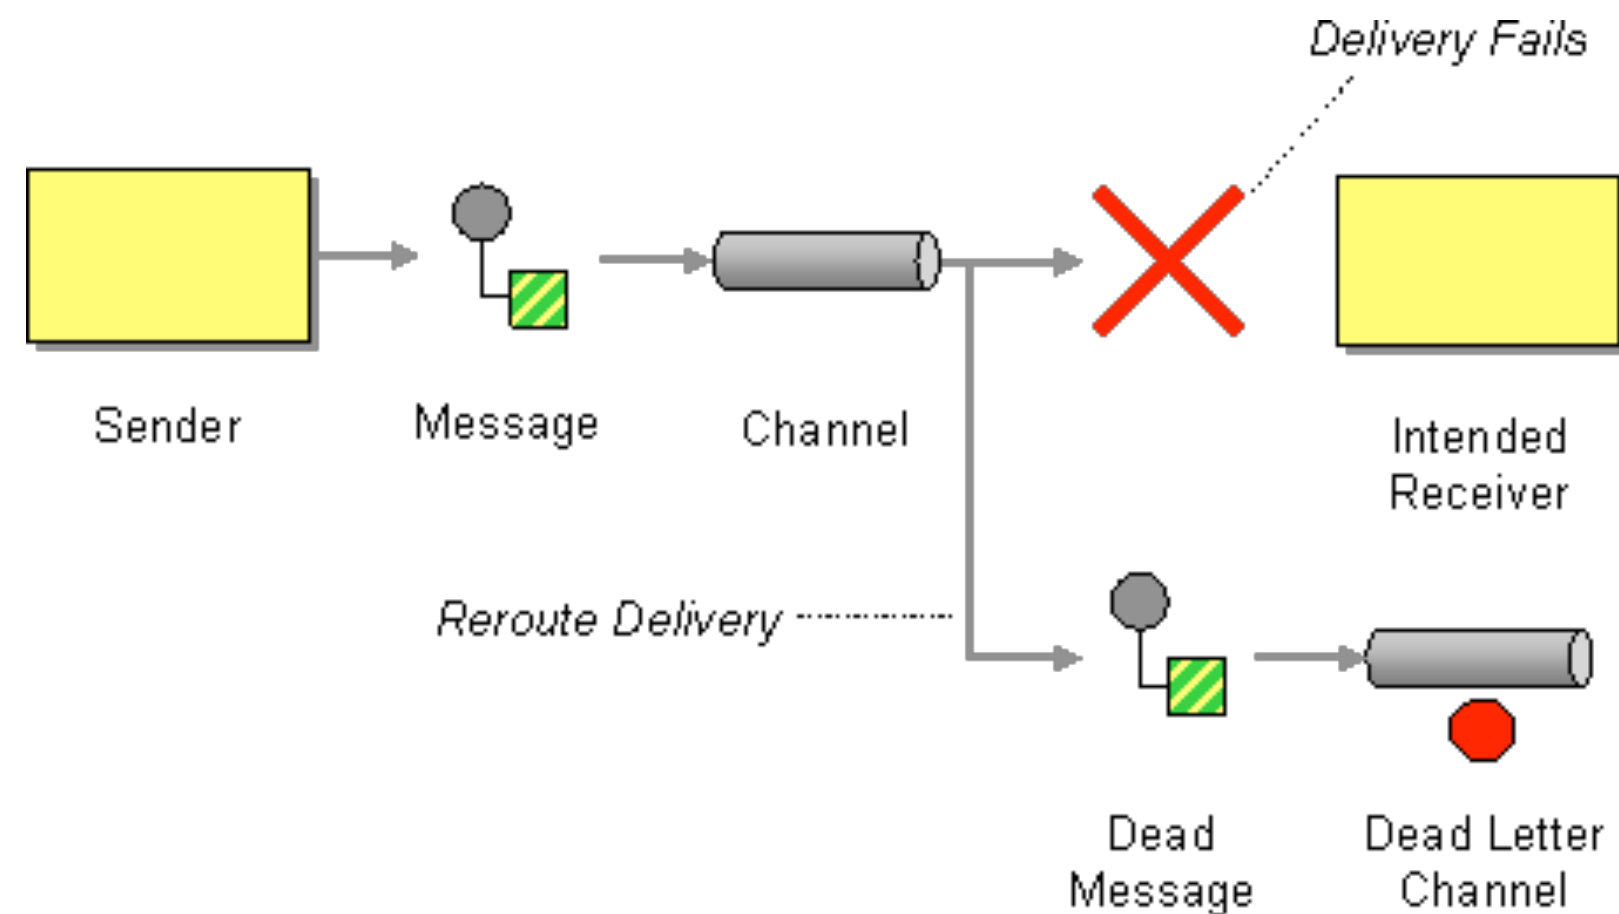 Delivery Fails
Sender
Message
Channel
Intended
Receiver
Reroute Delivery
Dead
Message
Dead Letter
Channel